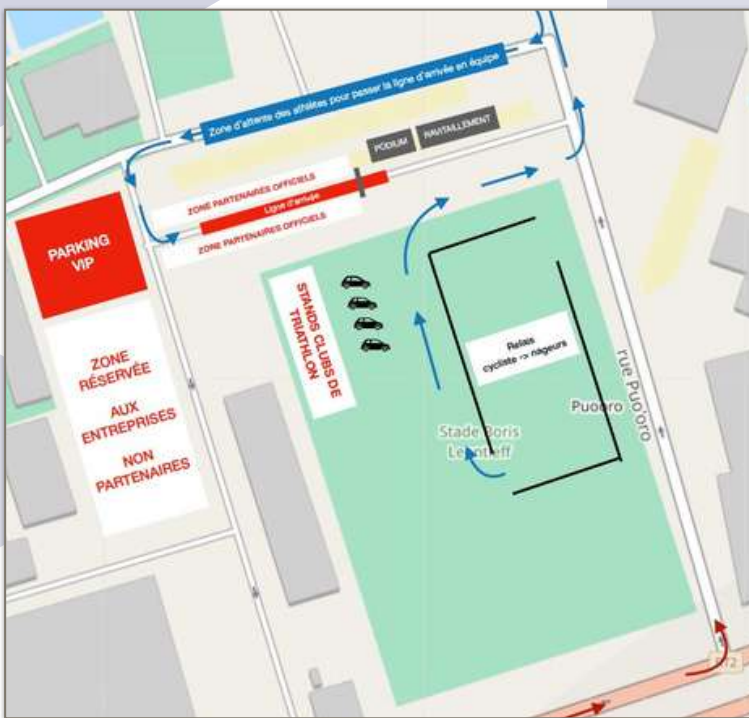 Zone d'attente des athlètes pour passer la ligne d'arrivée en équipe
PODIUM
RAVITAILLEMENT
ZONE PARTENAIRES OFFICIELS
Ligne d'arrivée
ZONE PARTENAIRES OFFICIELS
PARKING
VIP
ZONE
RÉSERVÉE
AUX
ENTREPRISES
NON
PARTENAIRES
STANDS CLUBS DE
TRIATHLON
Relais
cycliste -> nageurs
rue Puo'oro
Puooro
Stade Boris